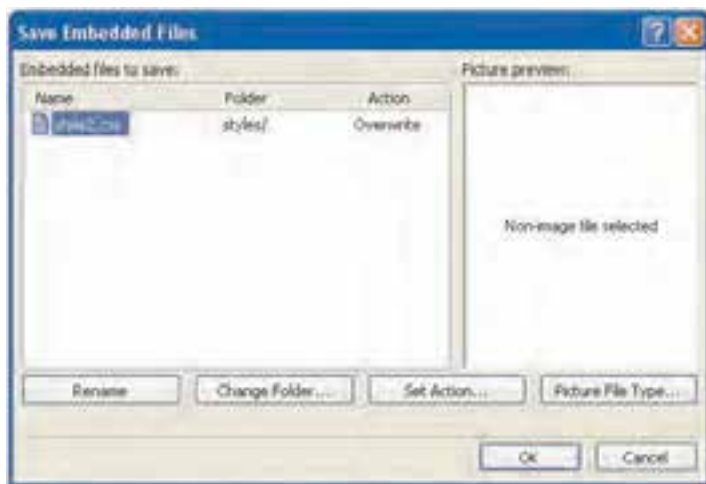 Save Embedded Files
Embedded files to save:
Picture preview:
Name Folder Action
styles/ Overwrite
Non-image file selected
Rename Change Folder... Set Action... Picture File Type...
OK Cancel